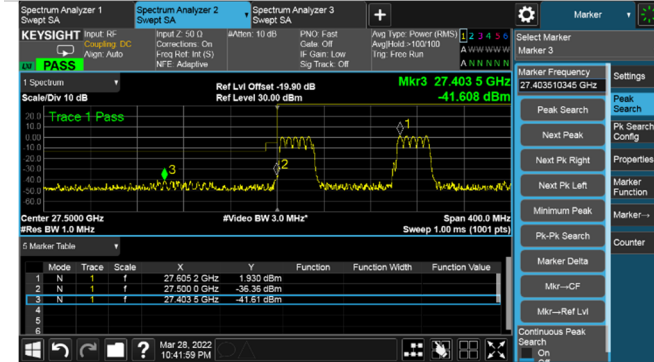 Spectrum Analyzer 1
Swept SA
Spectrum Analyzer 2
Swept SA
Spectrum Analyzer 3
Swept SA
+
Marker
KEYSIGHT
Input: RF
Coupling: DC
Align: Auto
Input Z: 50 Ω
Corrections: On
Freq Ref: Int (S)
NFE: Adaptive
#Atten: 10 dB
PNO: Fast
Gate: Off
IF Gain: Low
Sig Track: Off
Avg Type: Power (RMS)
Avg|Hold >100/100
Trig: Free Run
1 2 3 4 5 6
A W W W W W
A N N N N N
PASS
Select Marker
Marker 3
1 Spectrum
Scale/Div 10 dB
Ref Lvl Offset -19.90 dB
Ref Level 30.00 dBm
Mkr3 27.403 5 GHz
-41.608 dBm
Trace 1 Pass
20.0
10.0
0.00
-10.0
-20.0
-30.0
-40.0
-50.0
-60.0
1
2
3
Center 27.5000 GHz
#Res BW 1.0 MHz
#Video BW 3.0 MHz*
Span 400.0 MHz
Sweep 1.00 ms (1001 pts)
5 Marker Table
Mode Trace Scale X Y Function Function Width Function Value
1 N 1 f 27.605 2 GHz 1.930 dBm
2 N 1 f 27.500 0 GHz -36.36 dBm
3 N 1 f 27.403 5 GHz -41.61 dBm
4
5
6
Mar 28, 2022
10:41:59 PM
?
Marker Frequency
27.403510345 GHz
Peak Search
Next Peak
Next Pk Right
Next Pk Left
Minimum Peak
Pk-Pk Search
Marker Delta
Mkr→CF
Mkr→Ref Lvl
Continuous Peak
Search
On
Off
Settings
Peak
Search
Pk Search
Config
Properties
Marker
Function
Marker→
Counter